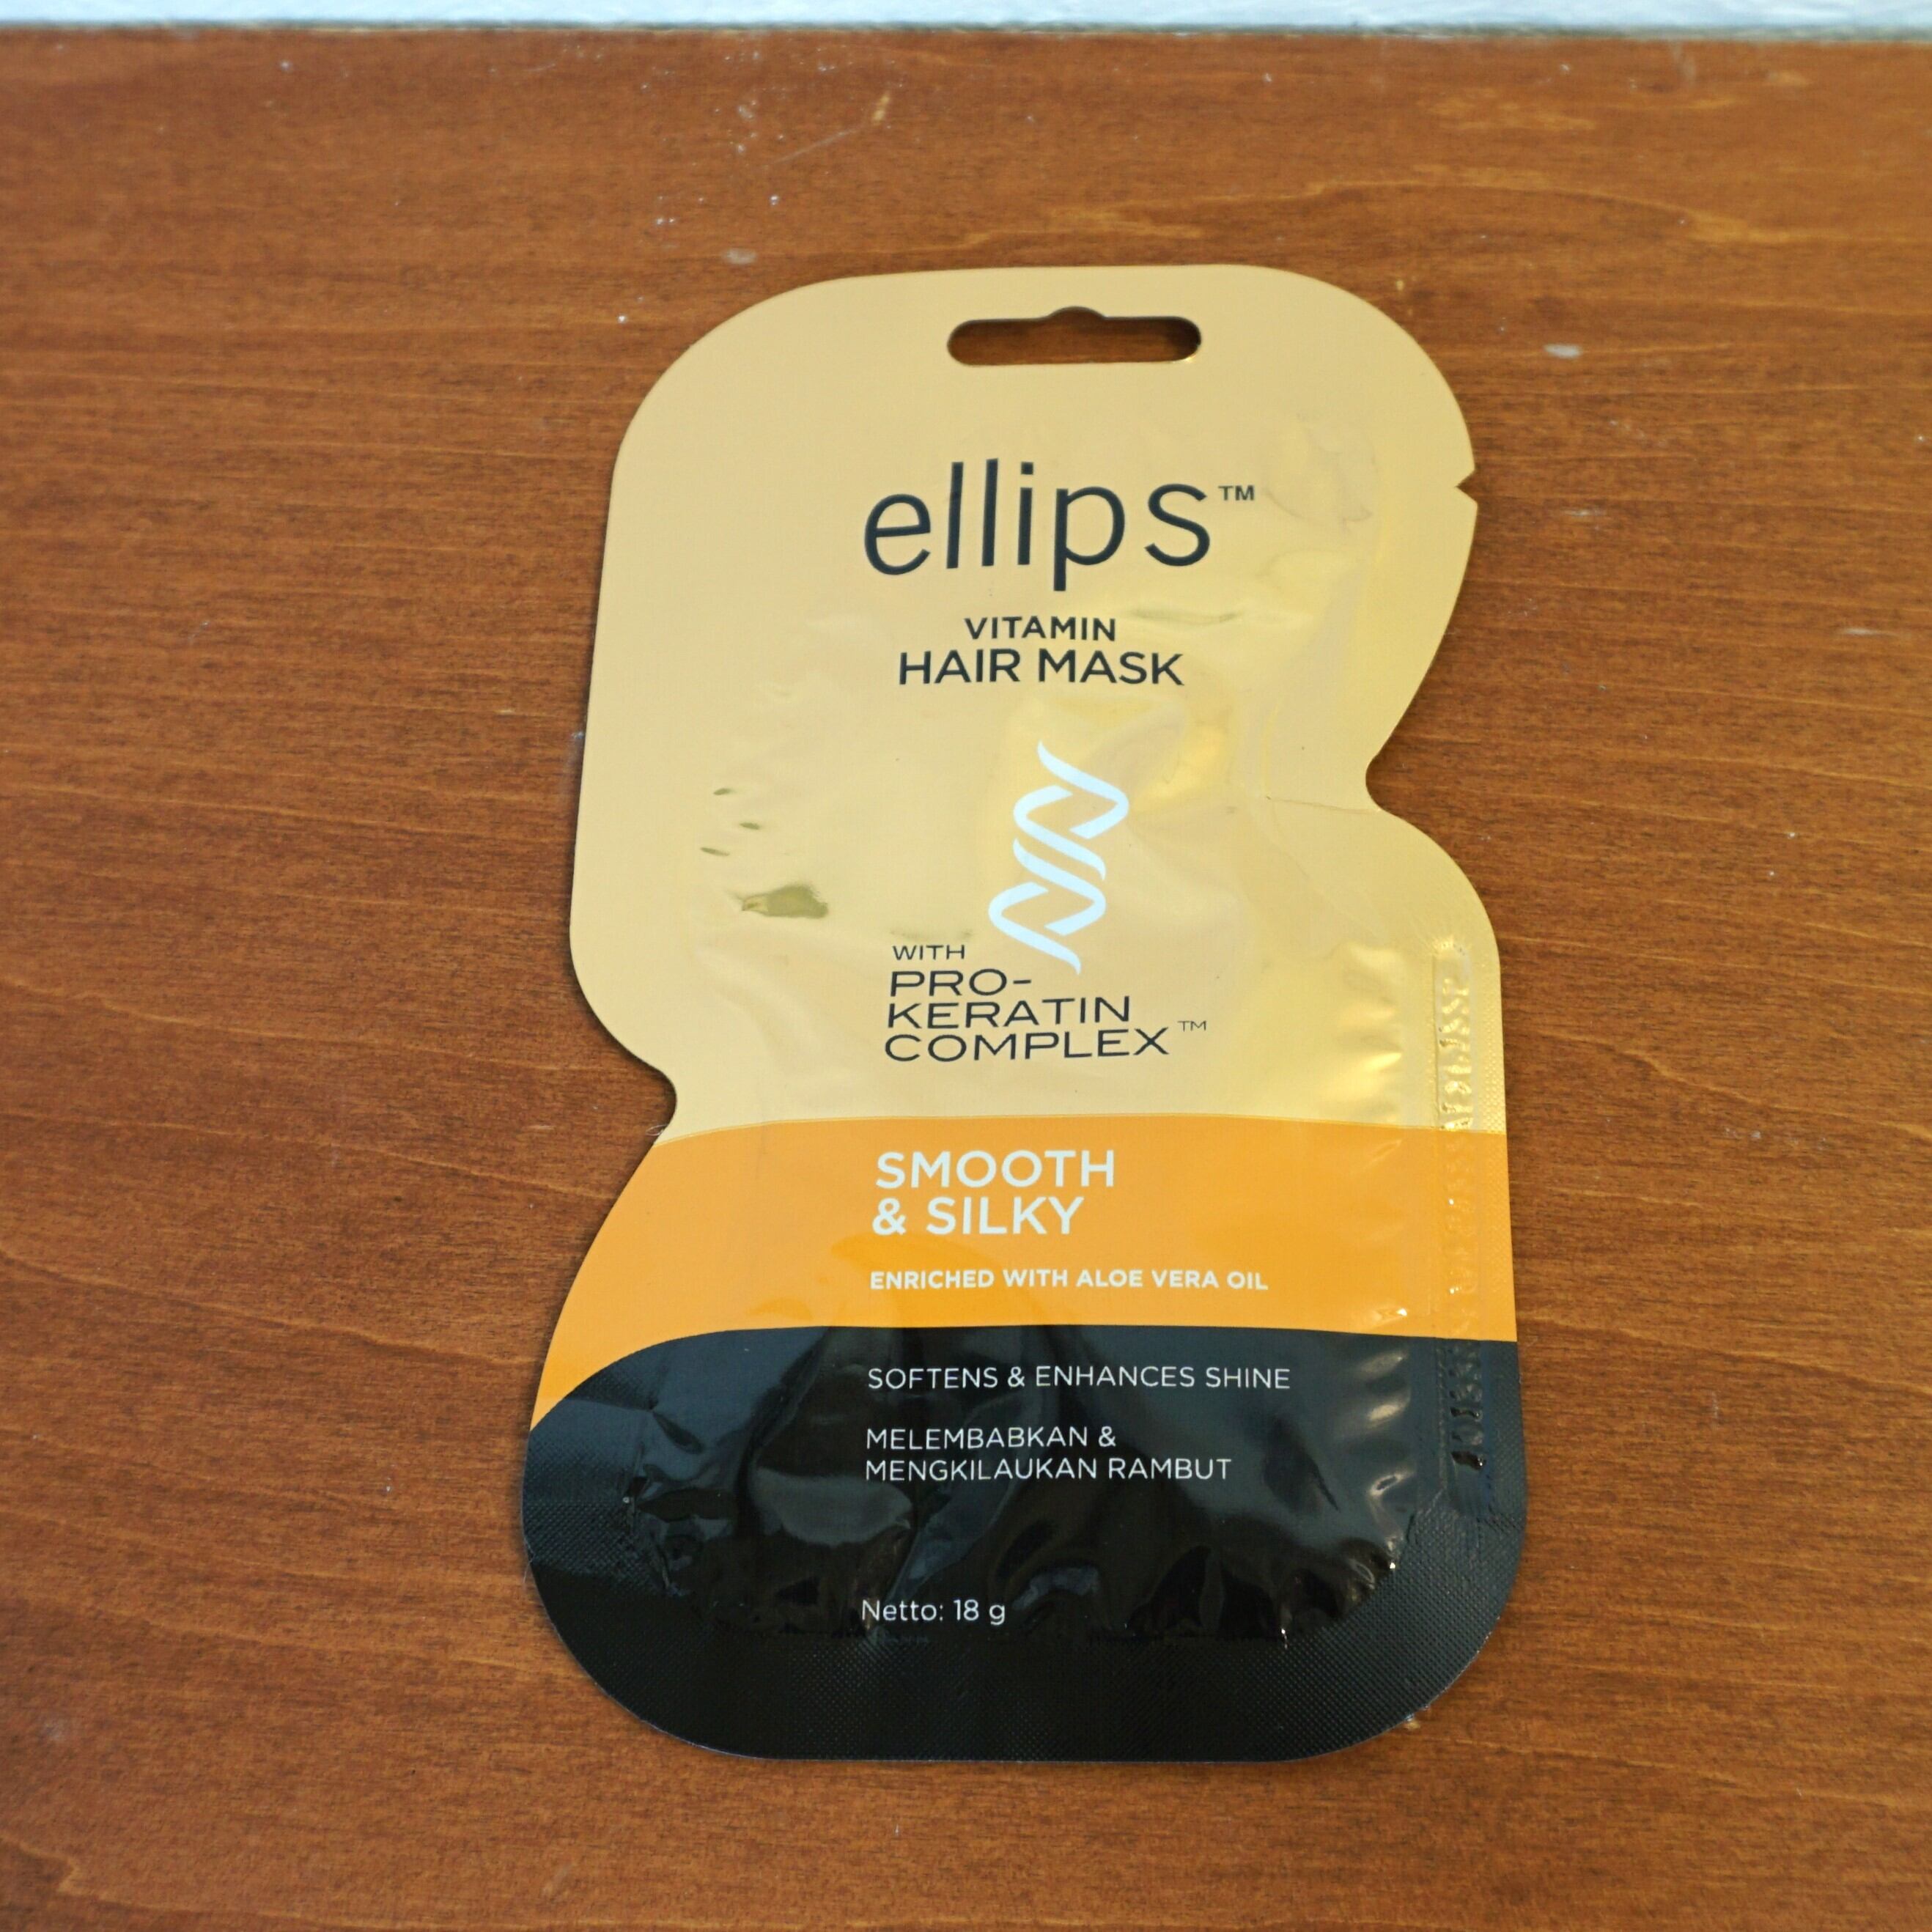 ellips™
VITAMIN
HAIR MASK
WITH
PRO-
KERATIN
COMPLEX™
SMOOTH
& SILKY
ENRICHED WITH ALOE VERA OIL
SOFTENS & ENHANCES SHINE
MELEMBABKAN &
MENGKILAUKAN RAMBUT
Netto: 18 g